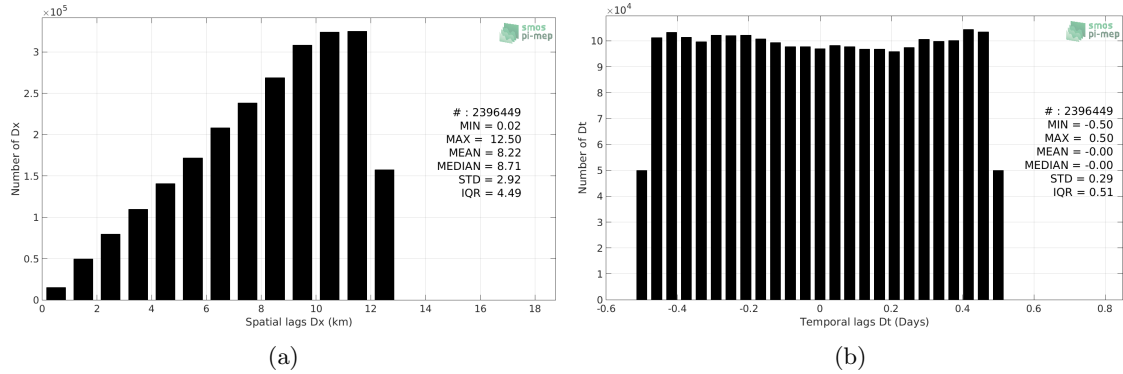 ×10^5
smos
pi-mep
3
2.5
2
1.5
1
0.5
0
Number of Dx
# : 2396449
MIN = 0.02
MAX = 12.50
MEAN = 8.22
MEDIAN = 8.71
STD = 2.92
IQR = 4.49
0 2 4 6 8 10 12 14 16 18
Spatial lags Dx (km)
(a)
×10^4
smos
pi-mep
10
9
8
7
6
5
4
3
2
1
0
Number of Dt
# : 2396449
MIN = -0.50
MAX = 0.50
MEAN = -0.00
MEDIAN = -0.00
STD = 0.29
IQR = 0.51
-0.6 -0.4 -0.2 0 0.2 0.4 0.6 0.8
Temporal lags Dt (Days)
(b)